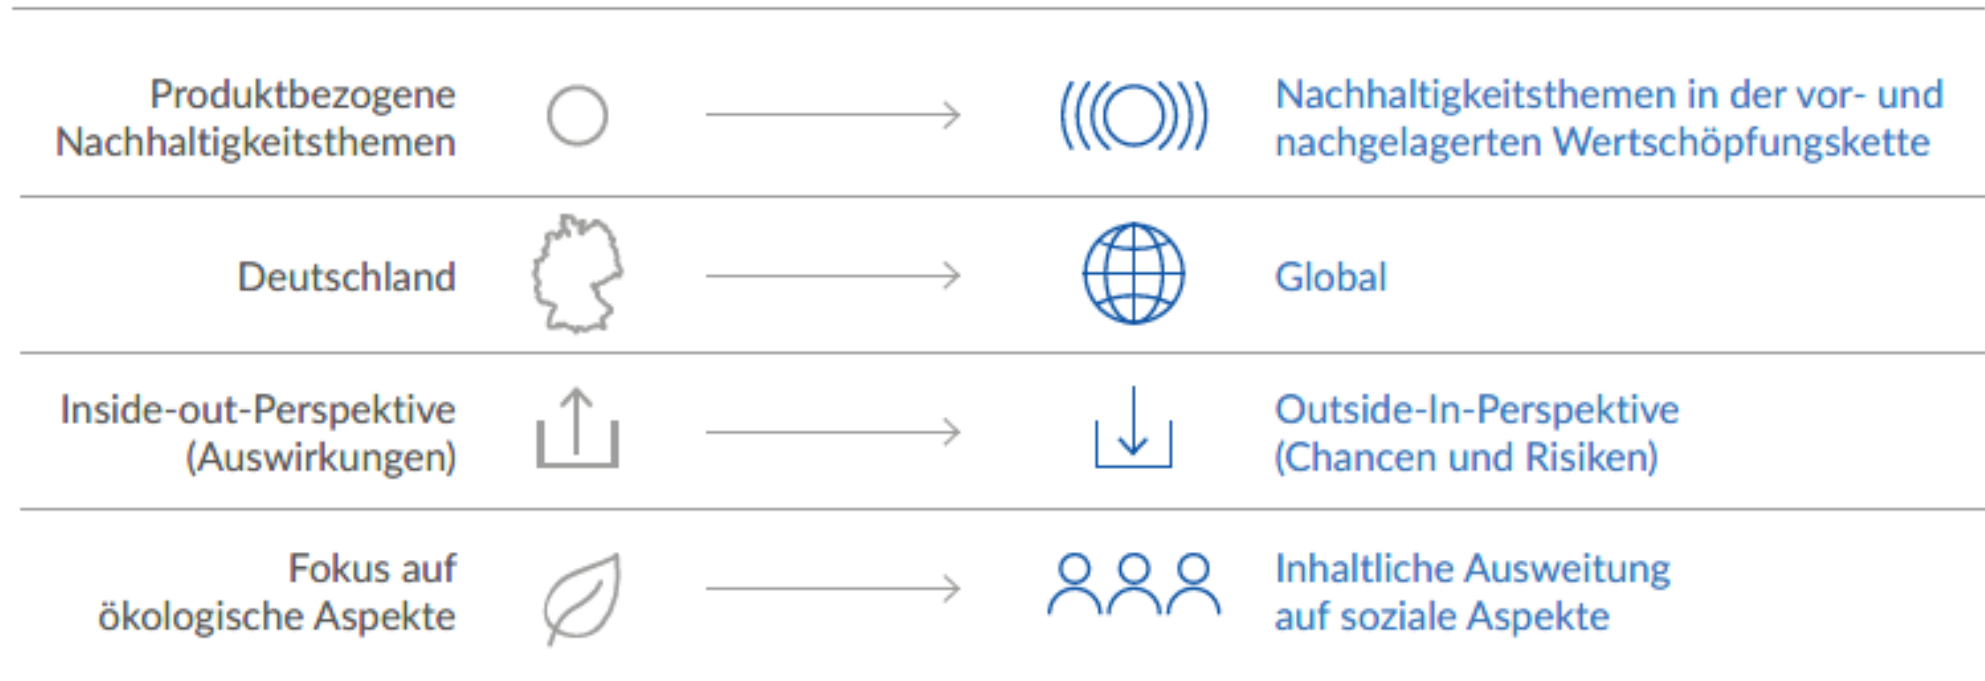 Produktbezogene
Nachhaltigkeitsthemen
Nachhaltigkeitsthemen in der vor- und
nachgelagerten Wertschöpfungskette
Deutschland
Global
Inside-out-Perspektive
(Auswirkungen)
Outside-In-Perspektive
(Chancen und Risiken)
Fokus auf
ökologische Aspekte
Inhaltliche Ausweitung
auf soziale Aspekte